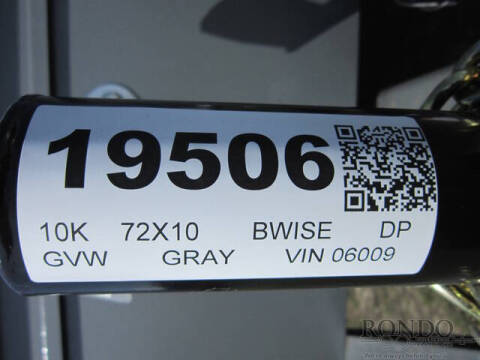 19506
10K 72X10 BWISE DP
GVW GRAY VIN 06009
RONDO